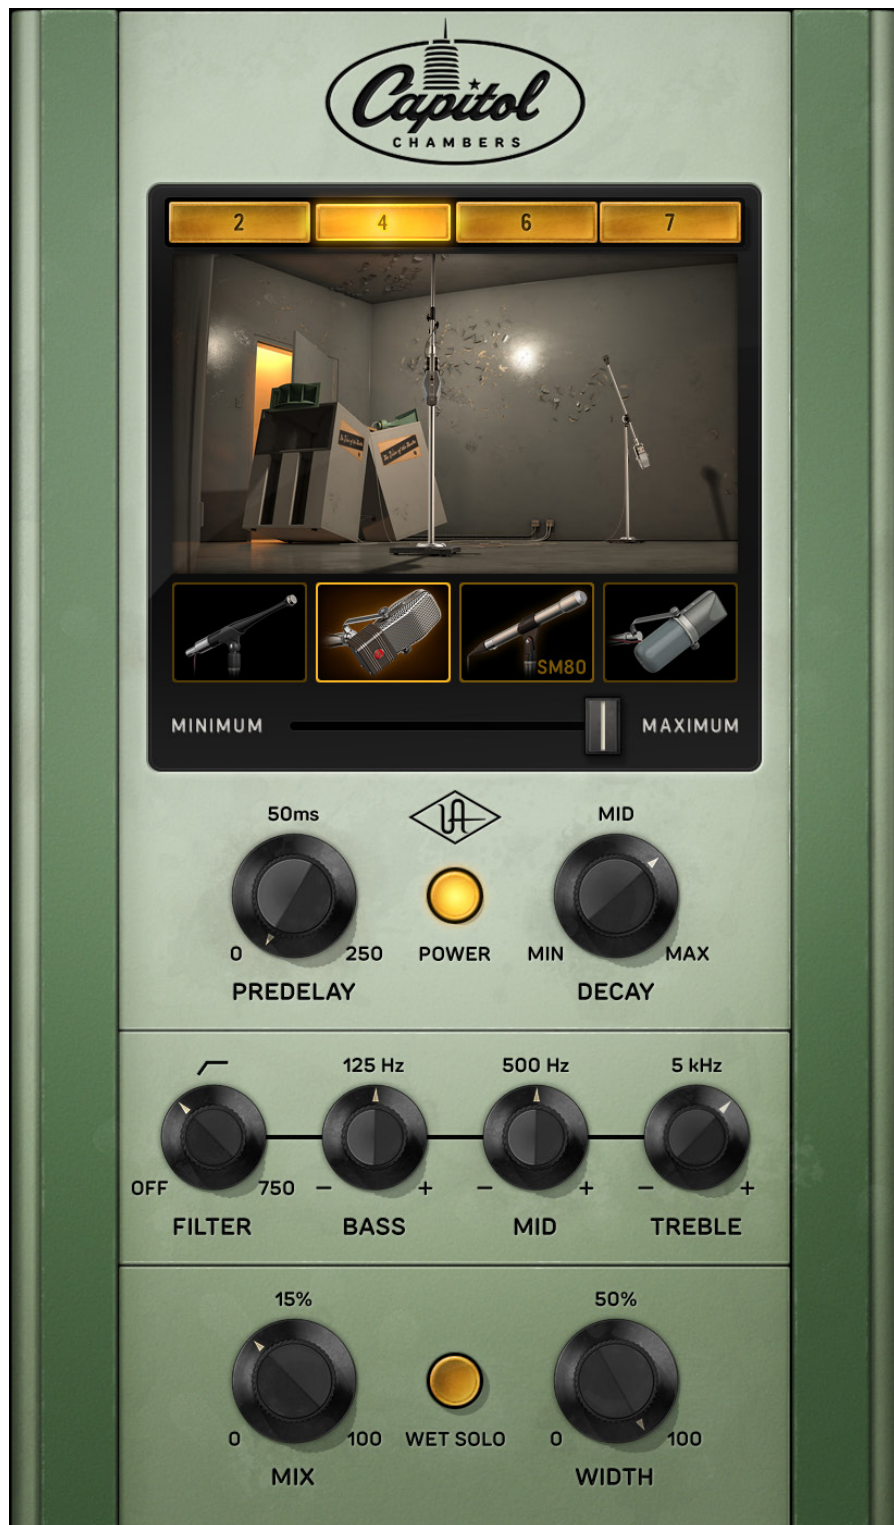 Capitol
CHAMBERS
2 4 6 7
SM80
MINIMUM MAXIMUM
50ms MID
UA
0 250 POWER MIN MAX
PREDELAY DECAY
125 Hz 500 Hz 5 kHz
OFF 750 − + − + − +
FILTER BASS MID TREBLE
15% 50%
0 100 WET SOLO 0 100
MIX WIDTH